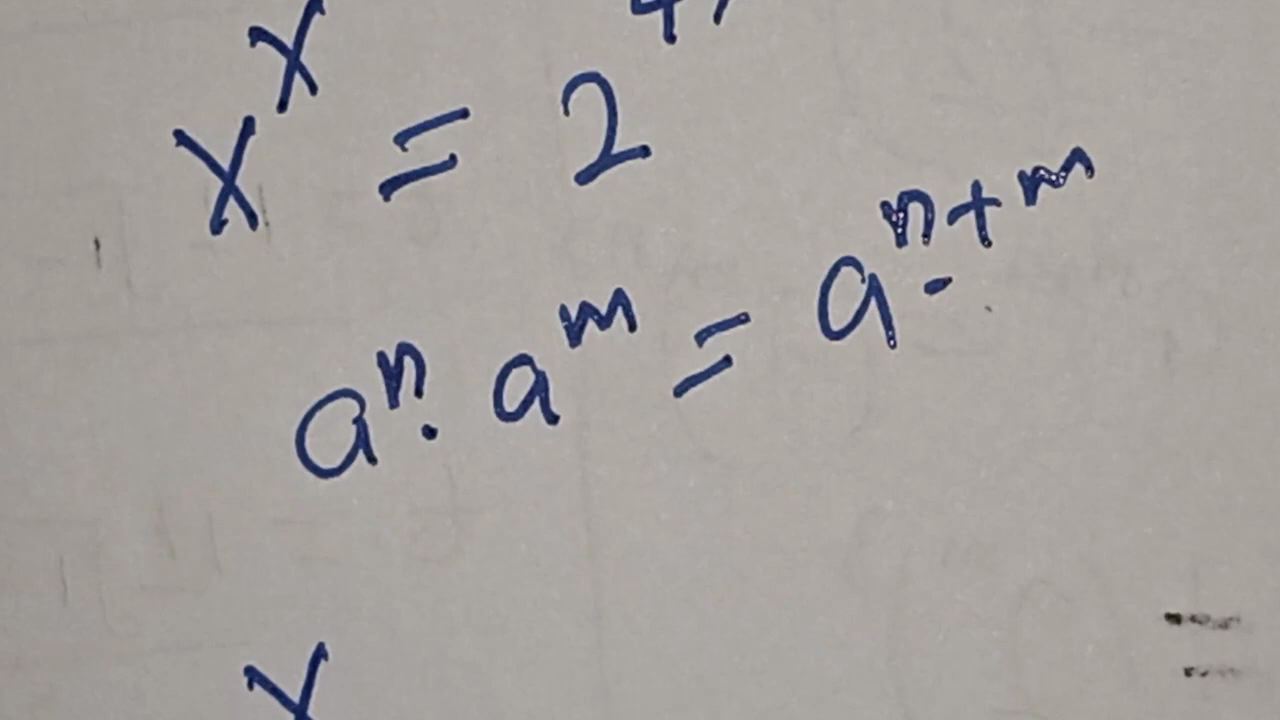 x^x = 2
a^n · a^m = a^{n+m}
x